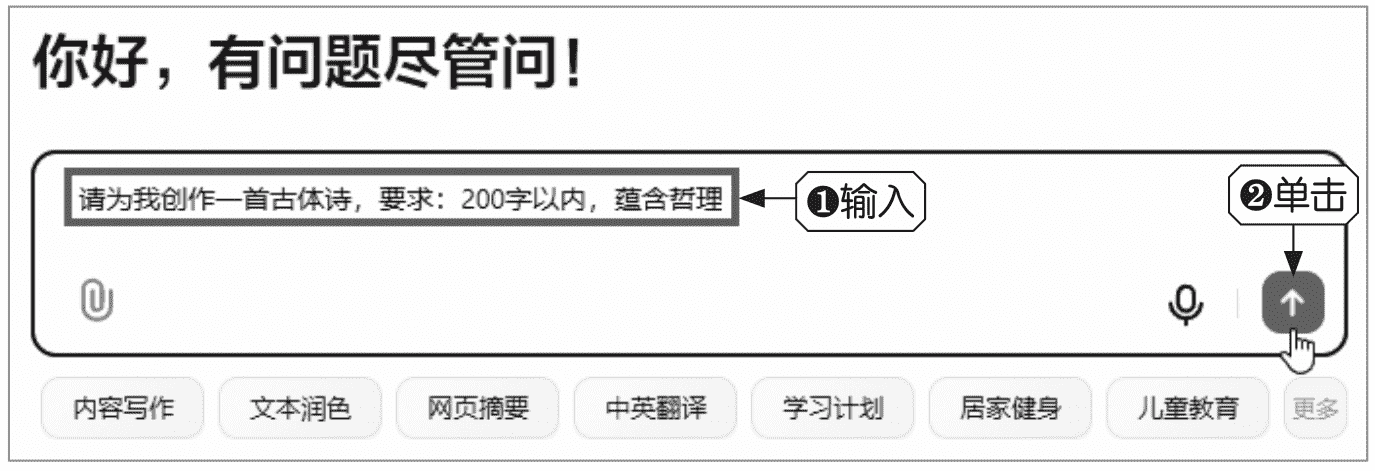 你好，有问题尽管问！
请为我创作一首古体诗，要求：200字以内，蕴含哲理
❶输入
❷单击
内容写作 文本润色 网页摘要 中英翻译 学习计划 居家健身 儿童教育 更多